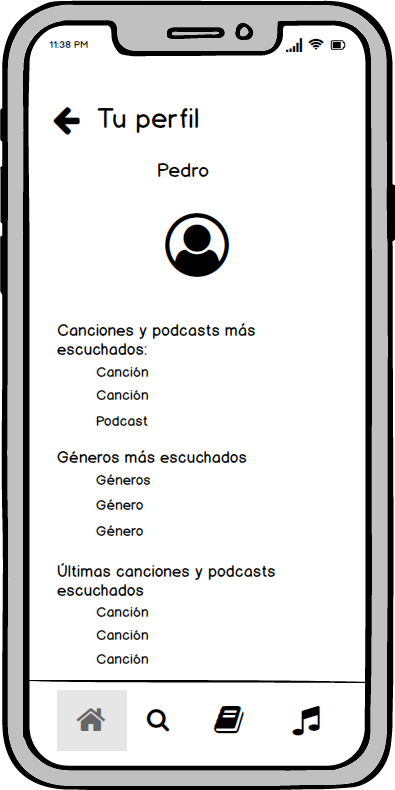 11:38 PM
Tu perfil
Pedro
Canciones y podcasts más
escuchados:
Canción
Canción
Podcast
Géneros más escuchados
Géneros
Género
Género
Últimas canciones y podcasts
escuchados
Canción
Canción
Canción